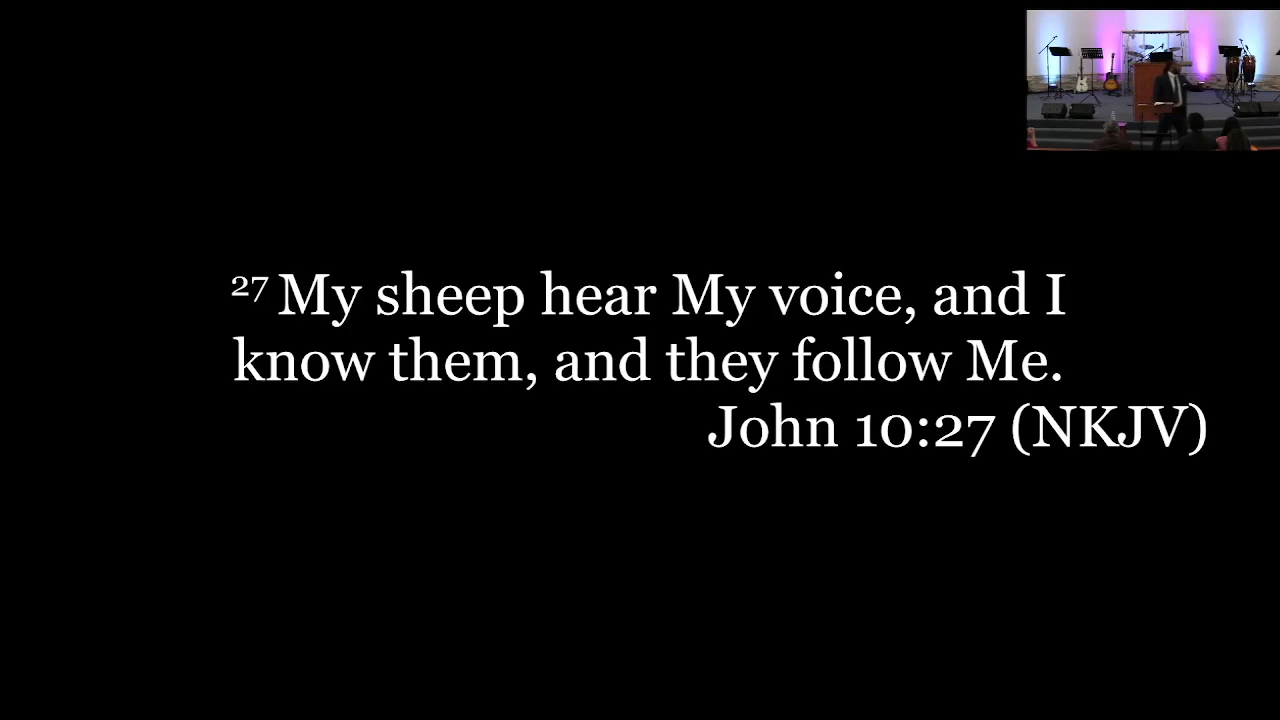 27 My sheep hear My voice, and I
know them, and they follow Me.
John 10:27 (NKJV)